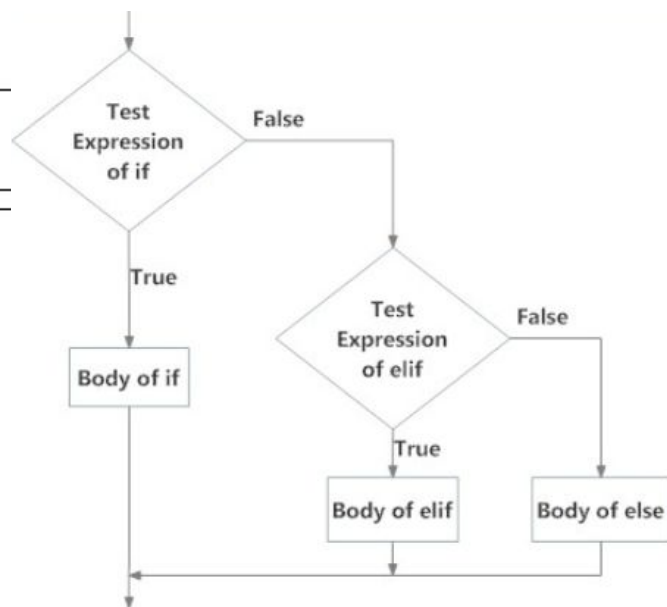 Test
Expression
of if
False
True
Body of if
Test
Expression
of elif
False
True
Body of elif
Body of else